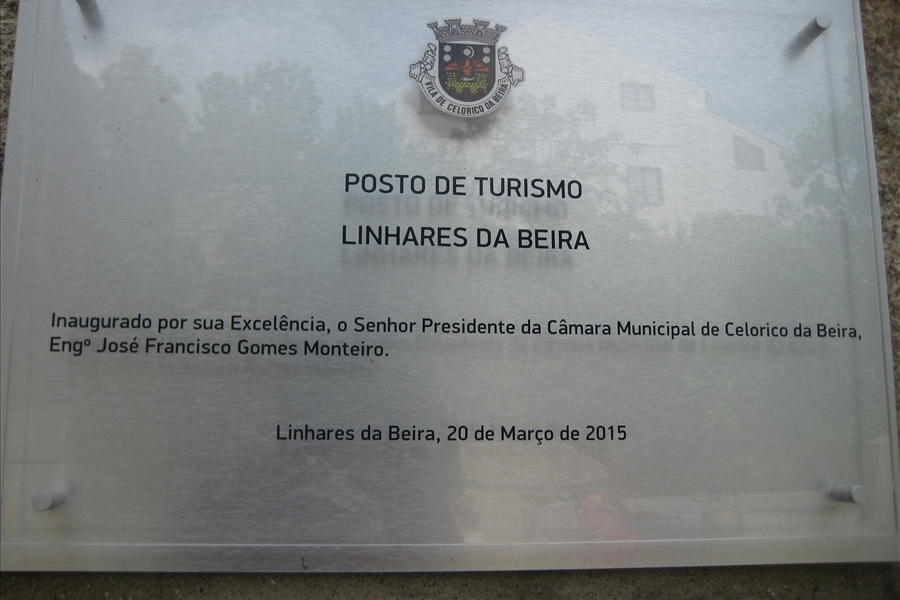 VILA DE CELORICO DA BEIRA
POSTO DE TURISMO
LINHARES DA BEIRA
Inaugurado por sua Excelência, o Senhor Presidente da Câmara Municipal de Celorico da Beira,
Engº José Francisco Gomes Monteiro.
Linhares da Beira, 20 de Março de 2015